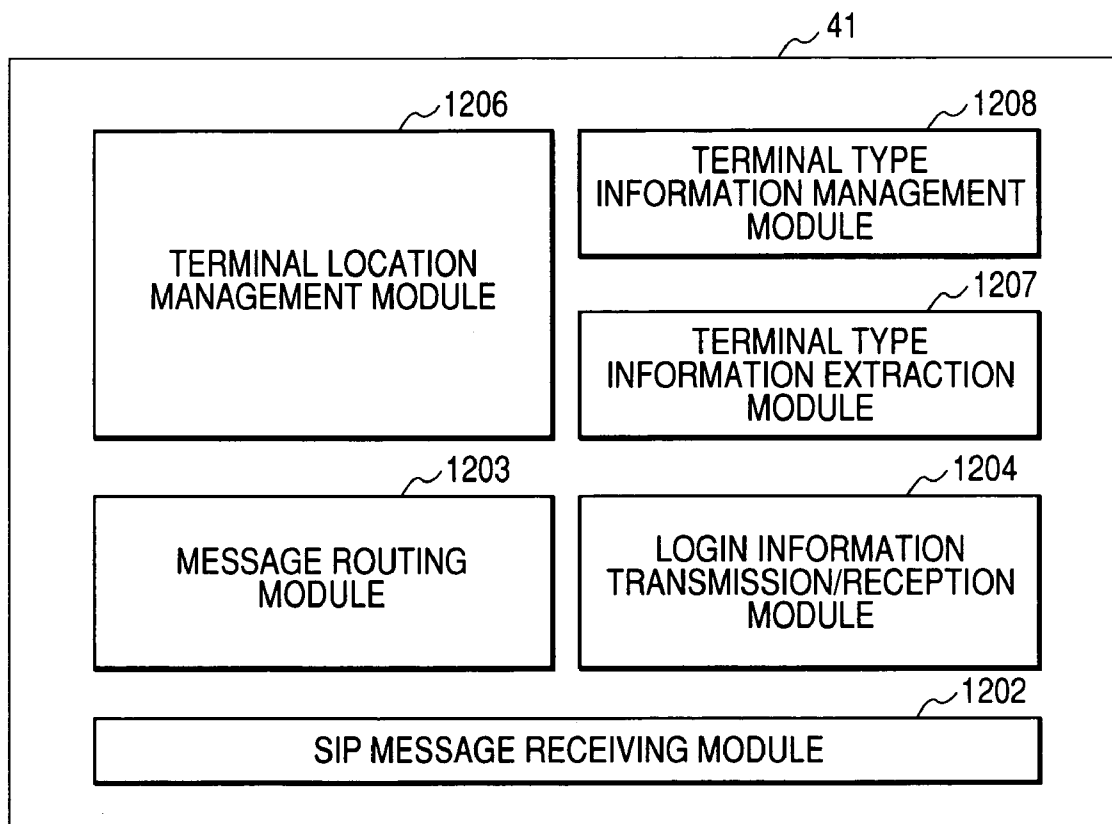 41
1206
TERMINAL LOCATION
MANAGEMENT MODULE
1208
TERMINAL TYPE
INFORMATION MANAGEMENT
MODULE
1207
TERMINAL TYPE
INFORMATION EXTRACTION
MODULE
1203
MESSAGE ROUTING
MODULE
1204
LOGIN INFORMATION
TRANSMISSION/RECEPTION
MODULE
1202
SIP MESSAGE RECEIVING MODULE